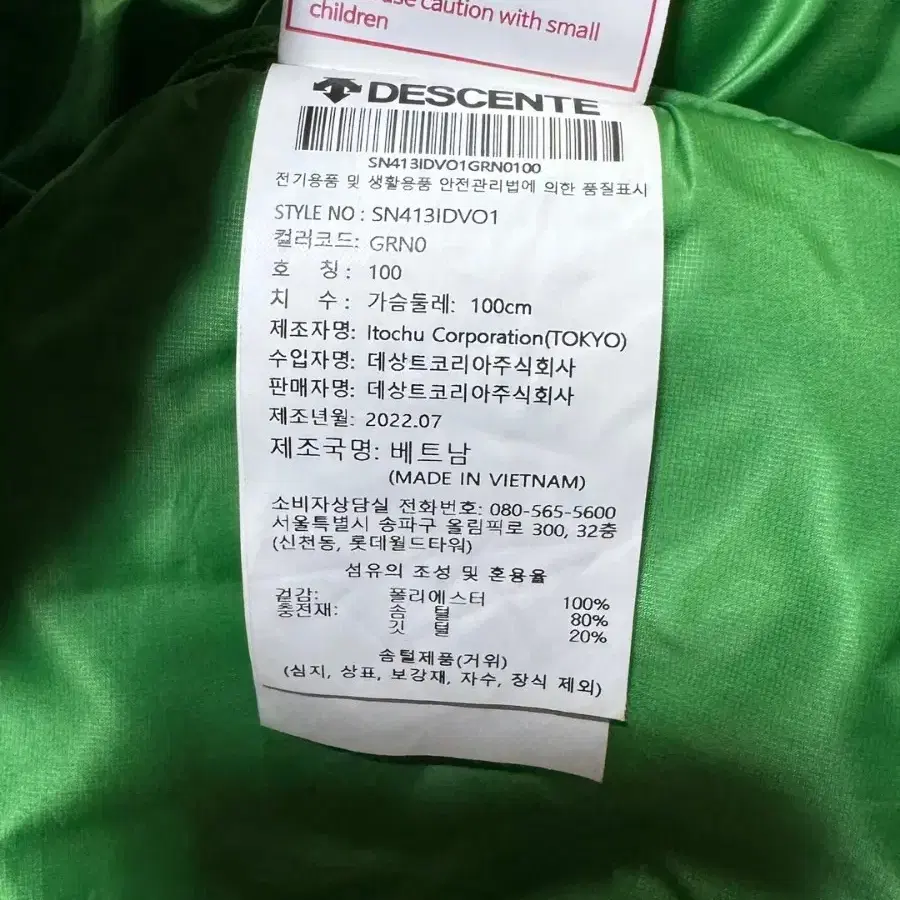 use caution with small
children
DESCENTE
SN413IDVO1GRN0100
전기용품 및 생활용품 안전관리법에 의한 품질표시
STYLE NO : SN413IDVO1
컬러코드: GRN0
호 칭 : 100
치 수 : 가슴둘레: 100cm
제조자명: Itochu Corporation(TOKYO)
수입자명: 데상트코리아주식회사
판매자명: 데상트코리아주식회사
제조년월: 2022.07
제조국명: 베트남
(MADE IN VIETNAM)
소비자상담실 전화번호: 080-565-5600
서울특별시 송파구 올림픽로 300, 32층
(신천동, 롯데월드타워)
섬유의 조성 및 혼용율
겉감: 폴리에스터 100%
충전재: 솜 털 80%
깃 털 20%
솜털제품(거위)
(심지, 상표, 보강재, 자수, 장식 제외)